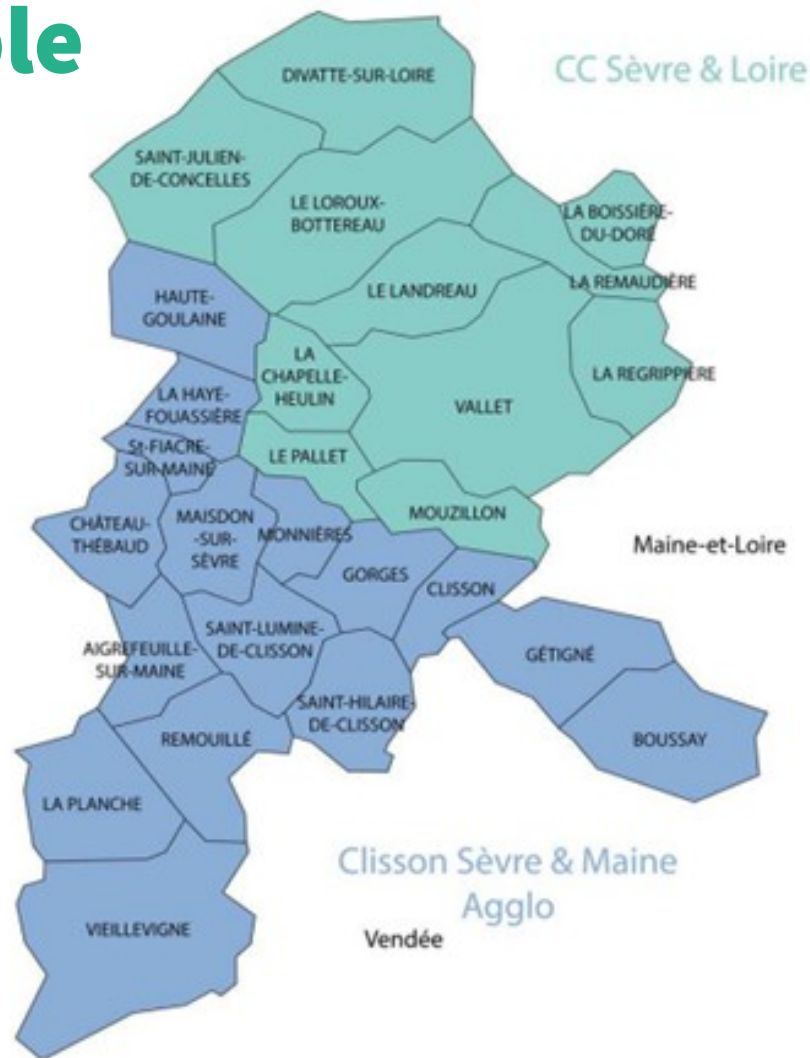 ble
DIVATTE-SUR-LOIRE
CC Sèvre & Loire
SAINT-JULIEN-
DE-CONCELLES
LE LOROUX-
BOTTEREAU
LA BOISSIÈRE-
DU-DORÉ
LA REMAUDIÈRE
LE LANDREAU
HAUTE-
GOULAINE
LA
CHAPELLE-
HEULIN
LA REGRIPPIÈRE
VALLET
LA HAYE-
FOUASSIÈRE
St-FIACRE-
SUR-MAINE
LE PALLET
MOUZILLON
CHÂTEAU-
THÉBAUD
MAISDON
-SUR-
SÈVRE
MONNIÈRES
Maine-et-Loire
GORGES
CLISSON
AIGREFEUILLE-
SUR-MAINE
SAINT-LUMINE-
DE-CLISSON
GÉTIGNÉ
SAINT-HILAIRE-
DE-CLISSON
REMOUILLÉ
BOUSSAY
LA PLANCHE
Clisson Sèvre & Maine
Agglo
VIEILLEVIGNE
Vendée